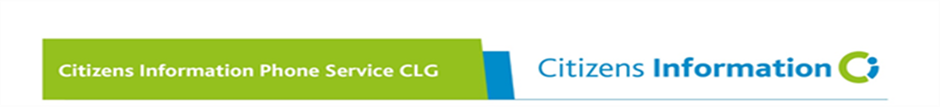 Citizens Information Phone Service CLG
Citizens Information